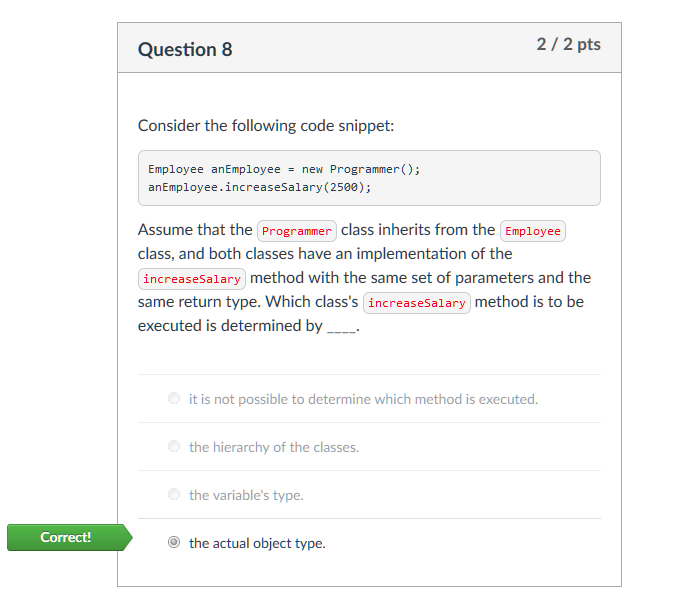 Question 8
2 / 2 pts
Consider the following code snippet:
Employee anEmployee = new Programmer();
anEmployee.increaseSalary(2500);
Assume that the Programmer class inherits from the Employee
class, and both classes have an implementation of the
increaseSalary method with the same set of parameters and the
same return type. Which class's increaseSalary method is to be
executed is determined by ____.
it is not possible to determine which method is executed.
the hierarchy of the classes.
the variable's type.
Correct!
the actual object type.